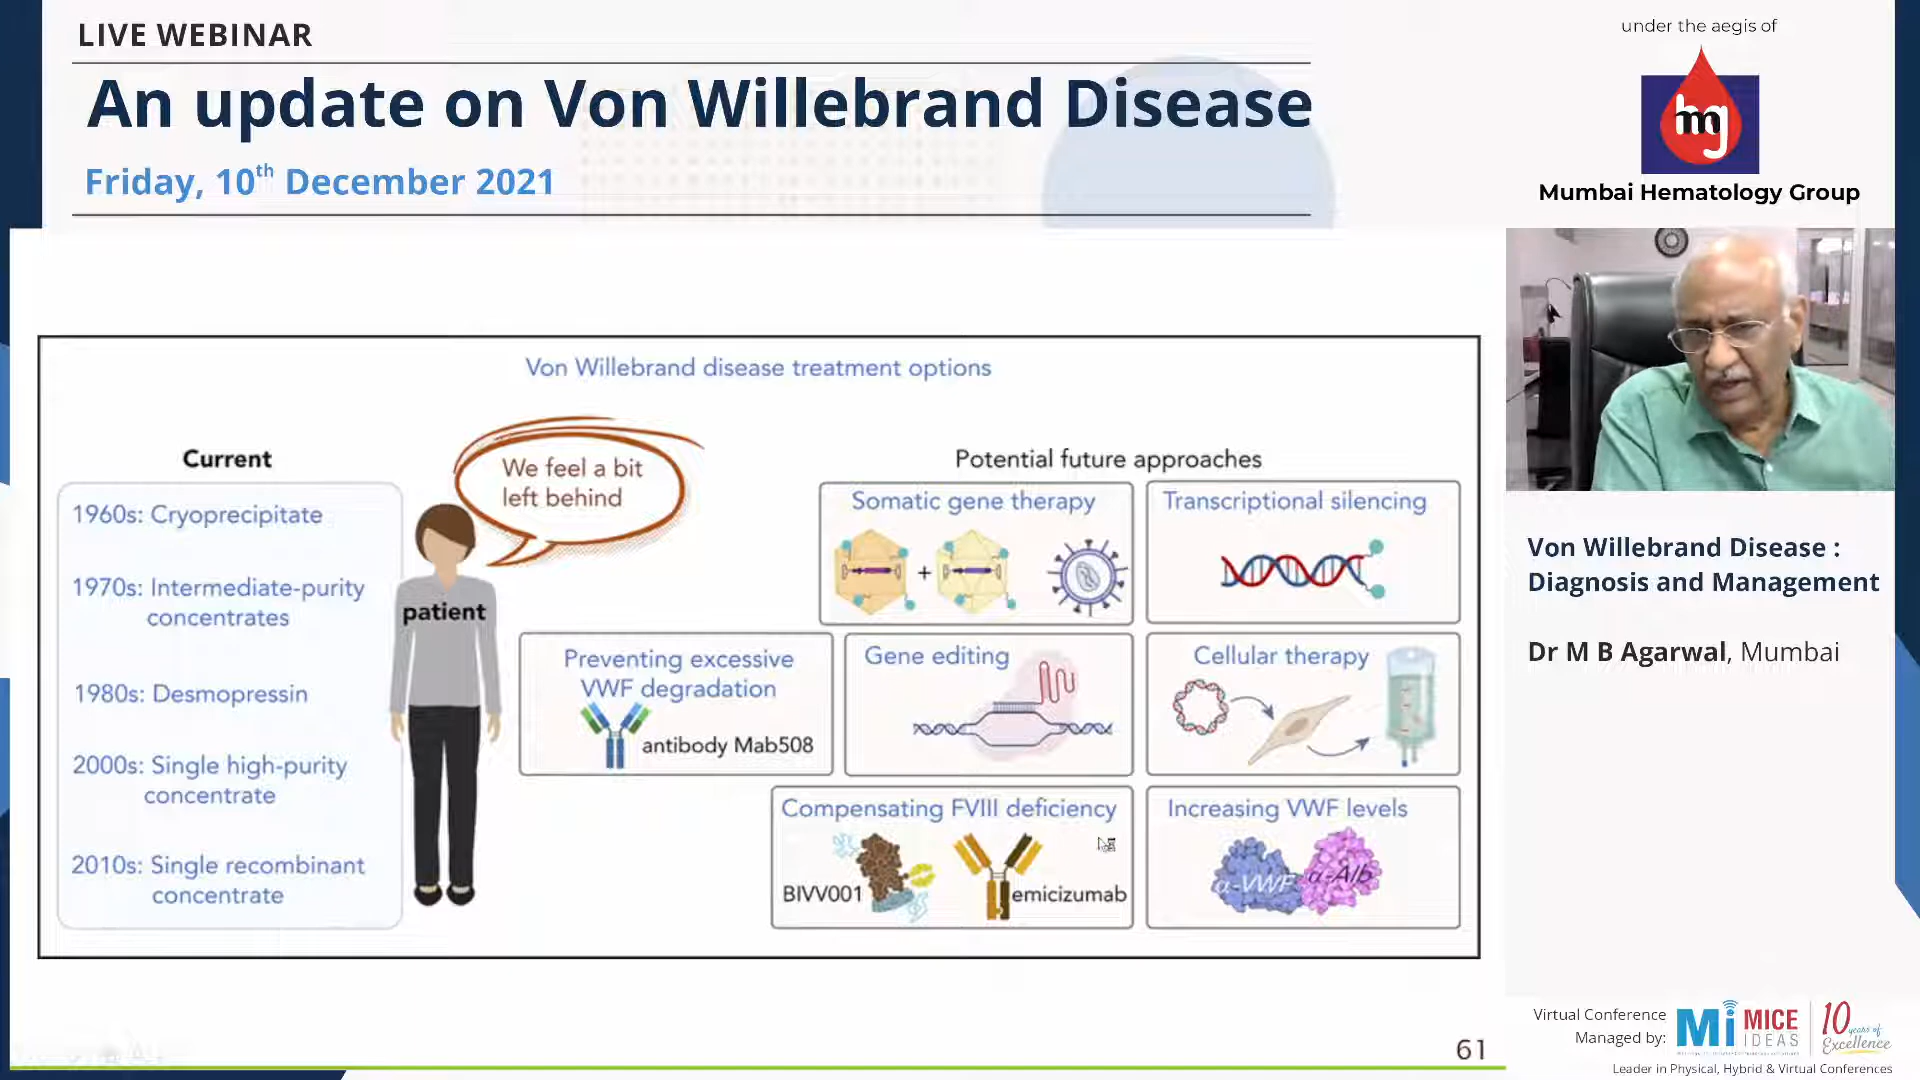 LIVE WEBINAR
An update on Von Willebrand Disease
Friday, 10th December 2021
under the aegis of
hmg
Mumbai Hematology Group
Von Willebrand disease treatment options
Current
1960s: Cryoprecipitate
1970s: Intermediate-purity
concentrates
1980s: Desmopressin
2000s: Single high-purity
concentrate
2010s: Single recombinant
concentrate
We feel a bit
left behind
patient
Potential future approaches
Somatic gene therapy
+
Transcriptional silencing
Preventing excessive
VWF degradation
antibody Mab508
Gene editing
Cellular therapy
Compensating FVIII deficiency
BIVV001
emicizumab
Increasing VWF levels
α-VWF
α-Alb
61
Von Willebrand Disease :
Diagnosis and Management
Dr M B Agarwal, Mumbai
Virtual Conference
Managed by:
Mi MICE
IDEAS
10 years of
Excellence
Leader in Physical, Hybrid & Virtual Conferences